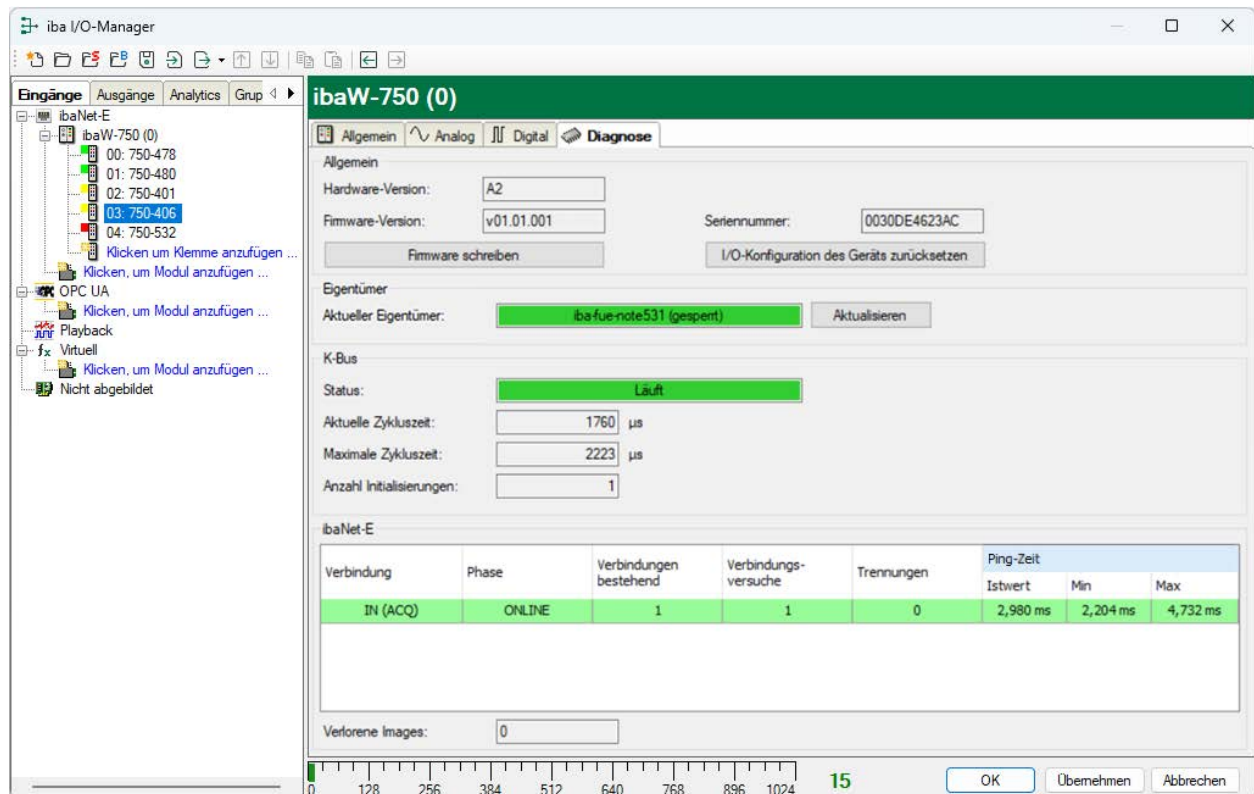 iba I/O-Manager
Eingänge Ausgänge Analytics Grup
ibaNet-E
ibaW-750 (0)
00: 750-478
01: 750-480
02: 750-401
03: 750-406
04: 750-532
Klicken um Klemme anzufügen ...
Klicken, um Modul anzufügen ...
OPC UA
Klicken, um Modul anzufügen ...
Playback
fx Virtuell
Klicken, um Modul anzufügen ...
Nicht abgebildet
ibaW-750 (0)
Allgemein Analog Digital Diagnose
Allgemein
Hardware-Version: A2
Firmware-Version: v01.01.001 Seriennummer: 0030DE4623AC
Firmware schreiben I/O-Konfiguration des Geräts zurücksetzen
Eigentümer
Aktueller Eigentümer: iba-fue-note531 (gesperrt) Aktualisieren
K-Bus
Status: Läuft
Aktuelle Zykluszeit: 1760 µs
Maximale Zykluszeit: 2223 µs
Anzahl Initialisierungen: 1
ibaNet-E
Verbindung Phase Verbindungen bestehend Verbindungs-versuche Trennungen Ping-Zeit
Istwert Min Max
IN (ACQ) ONLINE 1 1 0 2,980 ms 2,204 ms 4,732 ms
Verlorene Images: 0
0 128 256 384 512 640 768 896 1024 15
OK Übernehmen Abbrechen